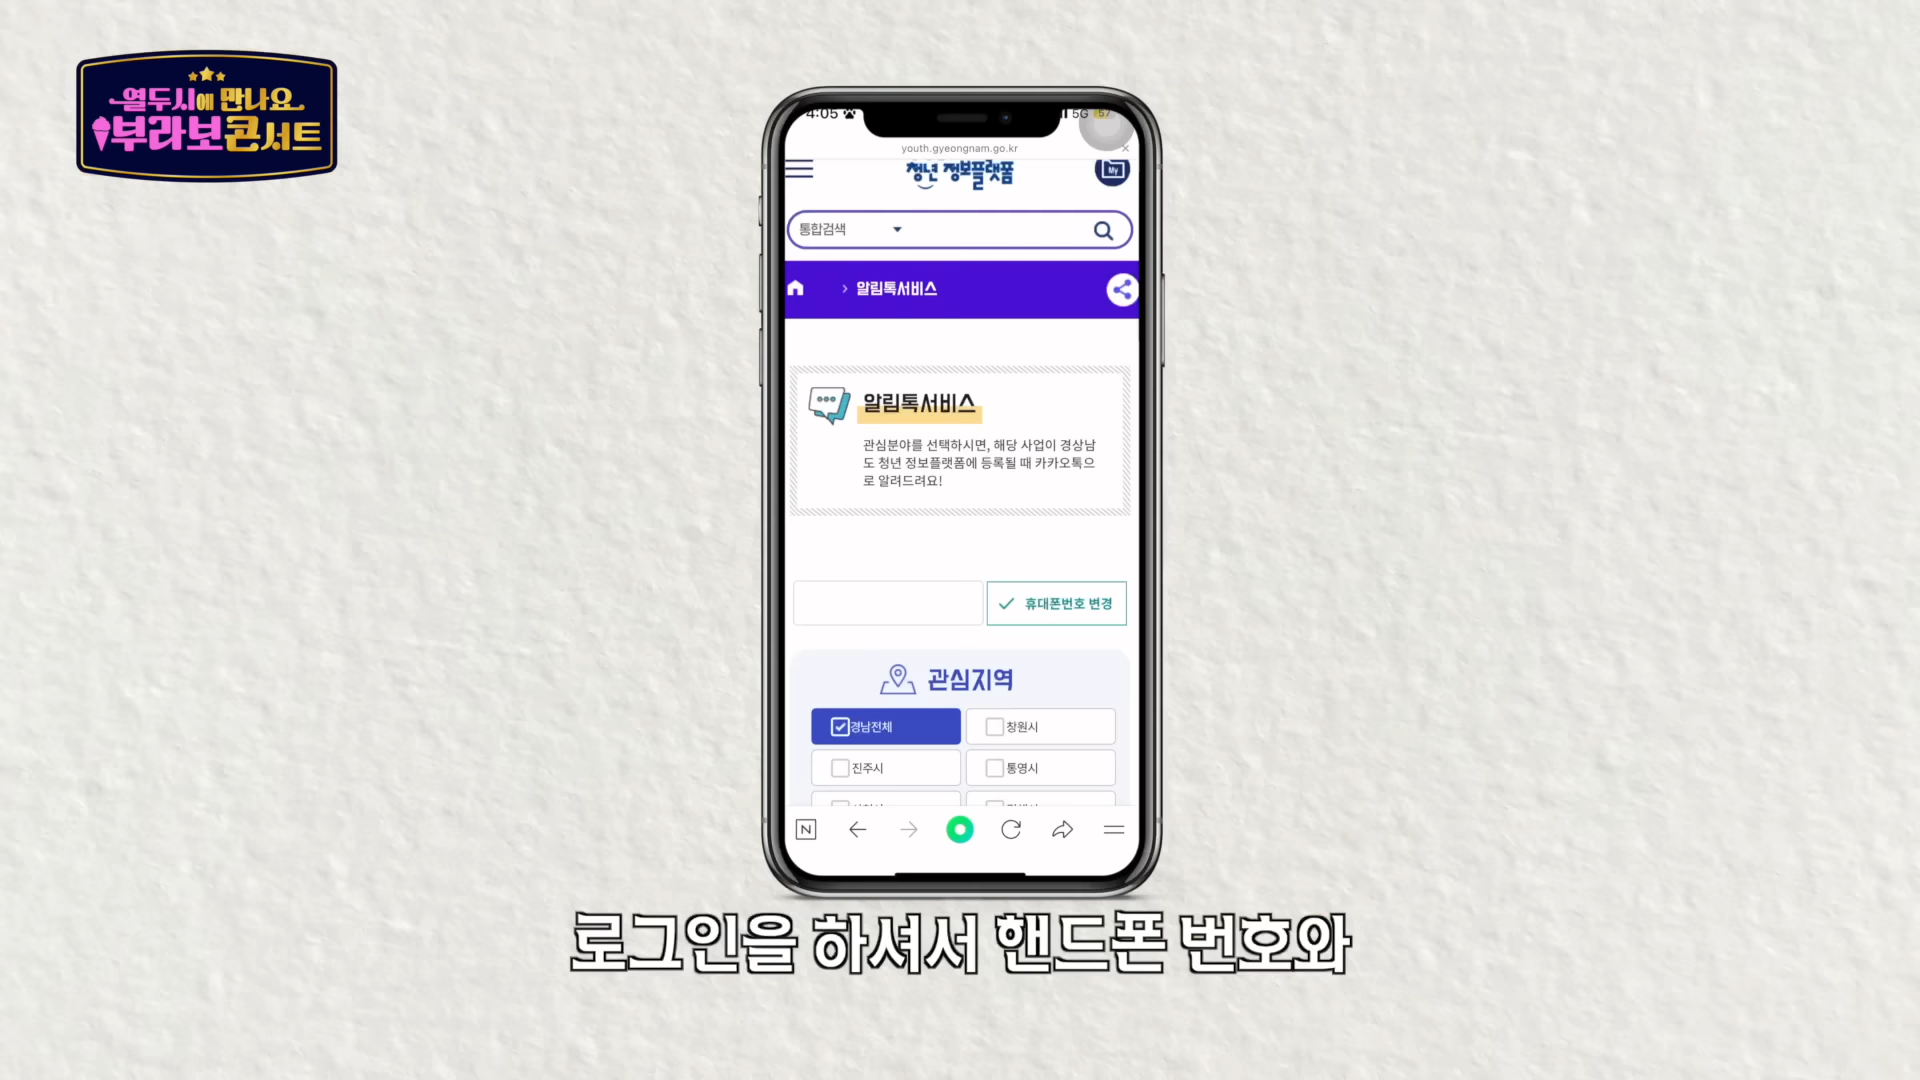 열두시에 만나요
부라보콘서트
4:05
5G 57
youth.gyeongnam.go.kr
청년 정보플랫폼
My
통합검색
알림톡서비스
알림톡서비스
관심분야를 선택하시면, 해당 사업이 경상남
도 청년 정보플랫폼에 등록될 때 카카오톡으
로 알려드려요!
휴대폰번호 변경
관심지역
경남전체
창원시
진주시
통영시
N
로그인을 하셔서 핸드폰 번호와